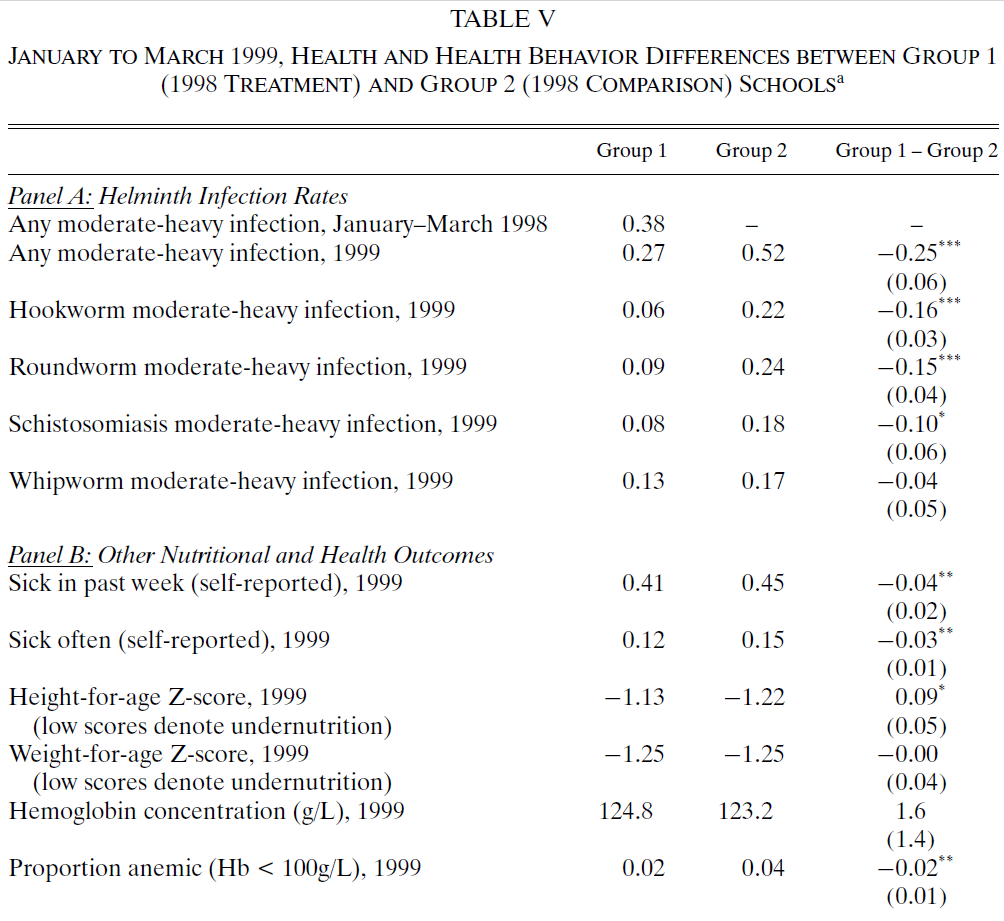 TABLE V
JANUARY TO MARCH 1999, HEALTH AND HEALTH BEHAVIOR DIFFERENCES BETWEEN GROUP 1
(1998 TREATMENT) AND GROUP 2 (1998 COMPARISON) SCHOOLSa
Group 1 Group 2 Group 1 – Group 2
Panel A: Helminth Infection Rates
Any moderate-heavy infection, January–March 1998 0.38 – –
Any moderate-heavy infection, 1999 0.27 0.52 −0.25***
(0.06)
Hookworm moderate-heavy infection, 1999 0.06 0.22 −0.16***
(0.03)
Roundworm moderate-heavy infection, 1999 0.09 0.24 −0.15***
(0.04)
Schistosomiasis moderate-heavy infection, 1999 0.08 0.18 −0.10*
(0.06)
Whipworm moderate-heavy infection, 1999 0.13 0.17 −0.04
(0.05)
Panel B: Other Nutritional and Health Outcomes
Sick in past week (self-reported), 1999 0.41 0.45 −0.04**
(0.02)
Sick often (self-reported), 1999 0.12 0.15 −0.03**
(0.01)
Height-for-age Z-score, 1999 −1.13 −1.22 0.09*
(low scores denote undernutrition) (0.05)
Weight-for-age Z-score, 1999 −1.25 −1.25 −0.00
(low scores denote undernutrition) (0.04)
Hemoglobin concentration (g/L), 1999 124.8 123.2 1.6
(1.4)
Proportion anemic (Hb < 100g/L), 1999 0.02 0.04 −0.02**
(0.01)